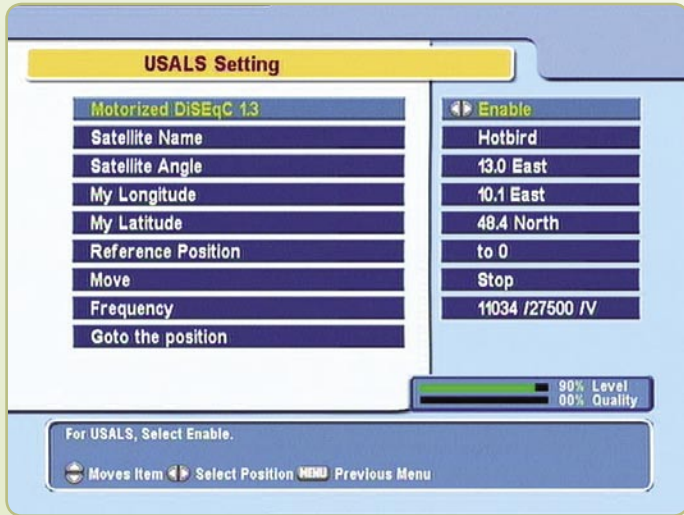 USALS Setting
Motorized DiSEqC 1.3 Enable
Satellite Name Hotbird
Satellite Angle 13.0 East
My Longitude 10.1 East
My Latitude 48.4 North
Reference Position to 0
Move Stop
Frequency 11034 /27500 /V
Goto the position
90% Level
00% Quality
For USALS, Select Enable.
Moves Item Select Position MENU Previous Menu